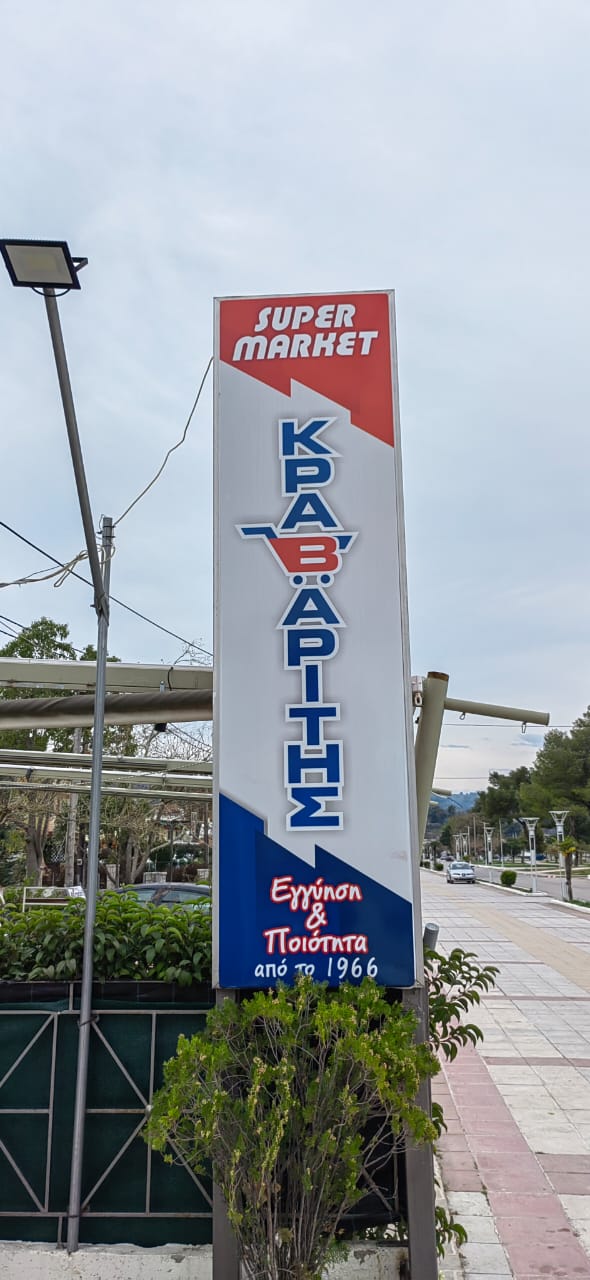 SUPER
MARKET
ΚΡΑΒΑΡΙΤΗΣ
Εγγύηση
&
Ποιότητα
από το 1966